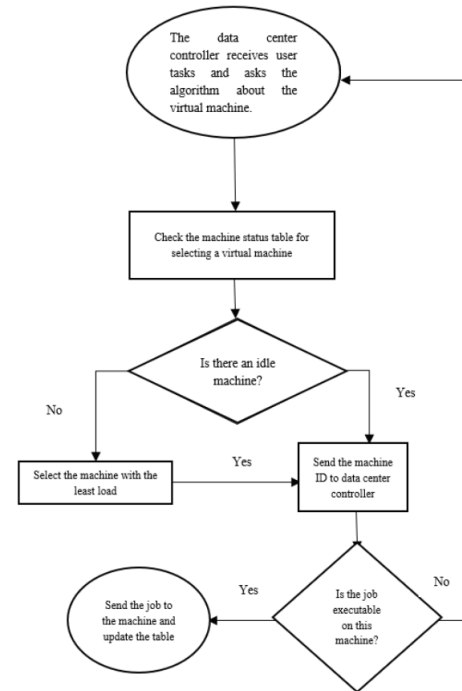 The data center
controller receives user
tasks and asks the
algorithm about the
virtual machine.
Check the machine status table for
selecting a virtual machine
Is there an idle
machine?
No
Yes
Select the machine with the
least load
Yes
Send the machine
ID to data center
controller
Send the job to
the machine and
update the table
Yes
Is the job
executable
on this
machine?
No